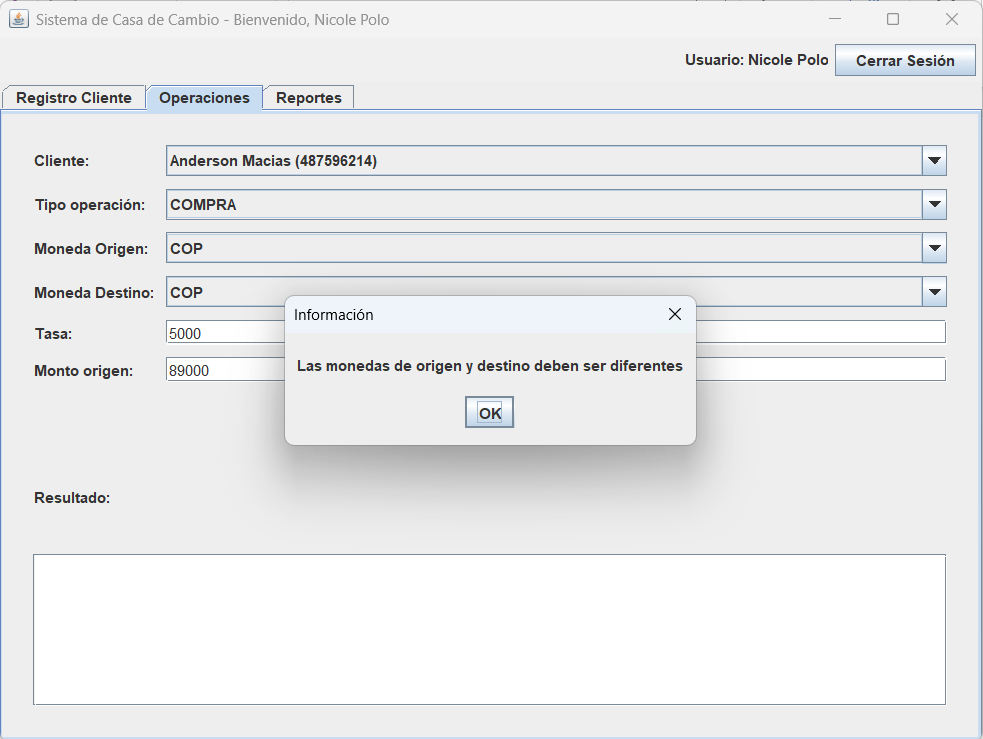 Sistema de Casa de Cambio - Bienvenido, Nicole Polo
Usuario: Nicole Polo
Cerrar Sesión
Registro Cliente
Operaciones
Reportes
Cliente:
Anderson Macias (487596214)
Tipo operación:
COMPRA
Moneda Origen:
COP
Moneda Destino:
COP
Tasa:
5000
Monto origen:
89000
Información
Las monedas de origen y destino deben ser diferentes
OK
Resultado: